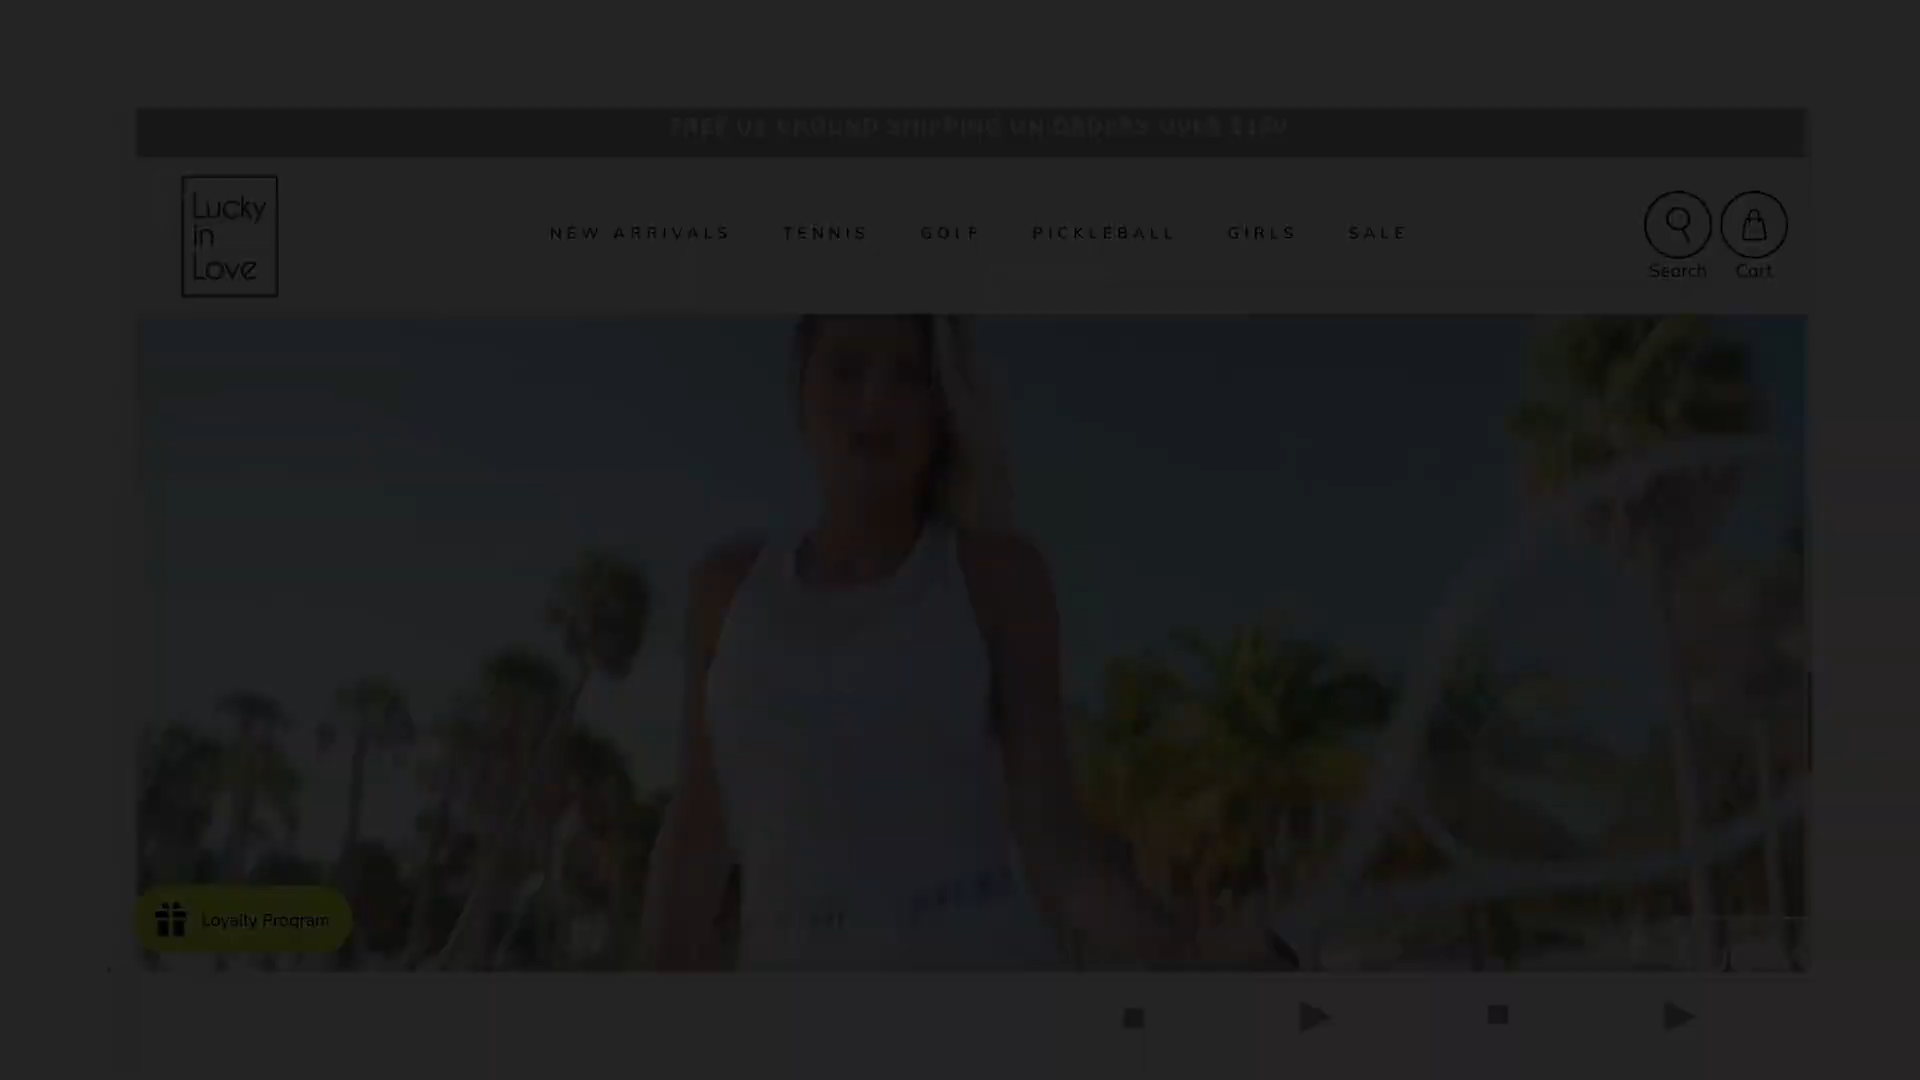 FREE US GROUND SHIPPING ON ORDERS OVER
Lucky
in
Love
NEW ARRIVALS TENNIS GOLF PICKLEBALL GIRLS SALE
Search Cart
Loyalty Program